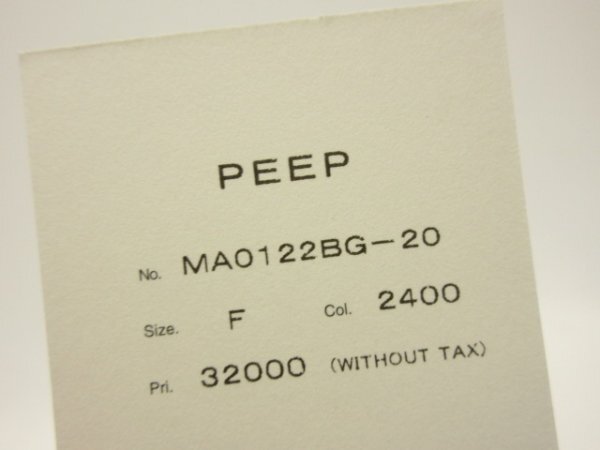 PEEP
No. MA0122BG-20
Size. F Col. 2400
Pri. 32000 (WITHOUT TAX)